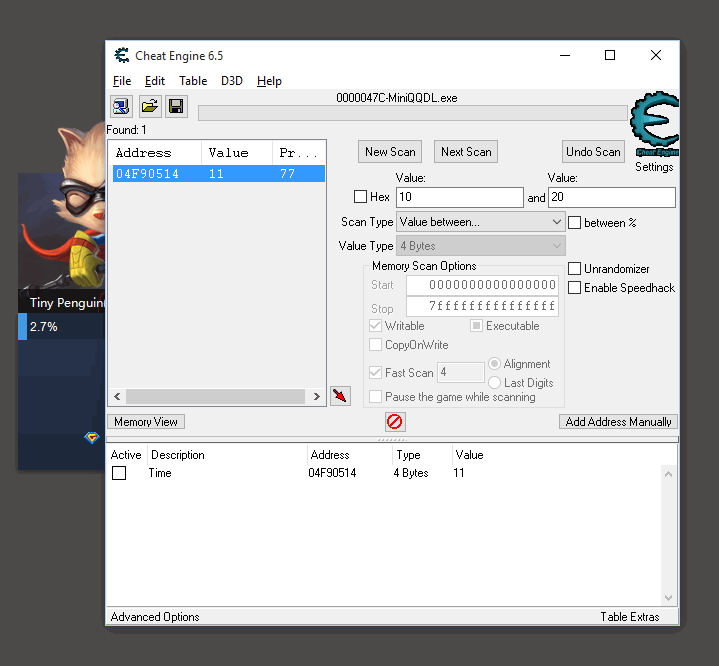 Cheat Engine 6.5
File Edit Table D3D Help
0000047C-MiniQQDL.exe
Found: 1
Address Value Pr...
04F90514 11 77
New Scan Next Scan Undo Scan
Cheat Engine
Settings
Value: Value:
Hex 10 and 20
Scan Type Value between... between %
Value Type 4 Bytes
Memory Scan Options
Start 0000000000000000
Stop 7fffffffffffffff
Writable Executable
CopyOnWrite
Fast Scan 4 Alignment
Last Digits
Pause the game while scanning
Unrandomizer
Enable Speedhack
Memory View Add Address Manually
Active Description Address Type Value
Time 04F90514 4 Bytes 11
Advanced Options Table Extras
Tiny Penguin
2.7%